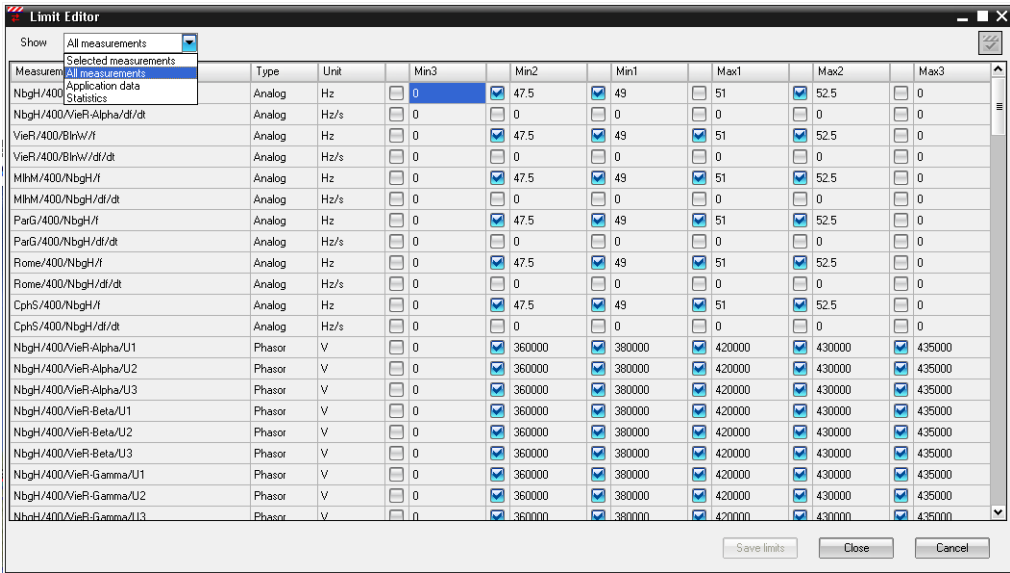 Limit Editor
Show All measurements
Selected measurements
All measurements
Application data
Statistics
Measurem Type Unit Min3 Min2 Min1 Max1 Max2 Max3
NbgH/400 Analog Hz 0 47.5 49 51 52.5 0
NbgH/400/VieR-Alpha/df/dt Analog Hz/s 0 0 0 0 0 0
VieR/400/BlnW/f Analog Hz 0 47.5 49 51 52.5 0
VieR/400/BlnW/df/dt Analog Hz/s 0 0 0 0 0 0
MlhM/400/NbgH/f Analog Hz 0 47.5 49 51 52.5 0
MlhM/400/NbgH/df/dt Analog Hz/s 0 0 0 0 0 0
ParG/400/NbgH/f Analog Hz 0 47.5 49 51 52.5 0
ParG/400/NbgH/df/dt Analog Hz/s 0 0 0 0 0 0
Rome/400/NbgH/f Analog Hz 0 47.5 49 51 52.5 0
Rome/400/NbgH/df/dt Analog Hz/s 0 0 0 0 0 0
CphS/400/NbgH/f Analog Hz 0 47.5 49 51 52.5 0
CphS/400/NbgH/df/dt Analog Hz/s 0 0 0 0 0 0
NbgH/400/VieR-Alpha/U1 Phasor V 0 360000 380000 420000 430000 435000
NbgH/400/VieR-Alpha/U2 Phasor V 0 360000 380000 420000 430000 435000
NbgH/400/VieR-Alpha/U3 Phasor V 0 360000 380000 420000 430000 435000
NbgH/400/VieR-Beta/U1 Phasor V 0 360000 380000 420000 430000 435000
NbgH/400/VieR-Beta/U2 Phasor V 0 360000 380000 420000 430000 435000
NbgH/400/VieR-Beta/U3 Phasor V 0 360000 380000 420000 430000 435000
NbgH/400/VieR-Gamma/U1 Phasor V 0 360000 380000 420000 430000 435000
NbgH/400/VieR-Gamma/U2 Phasor V 0 360000 380000 420000 430000 435000
NbgH/400/VieR-Gamma/U3 Phasor V 0 360000 380000 420000 430000 435000
Save limits Close Cancel